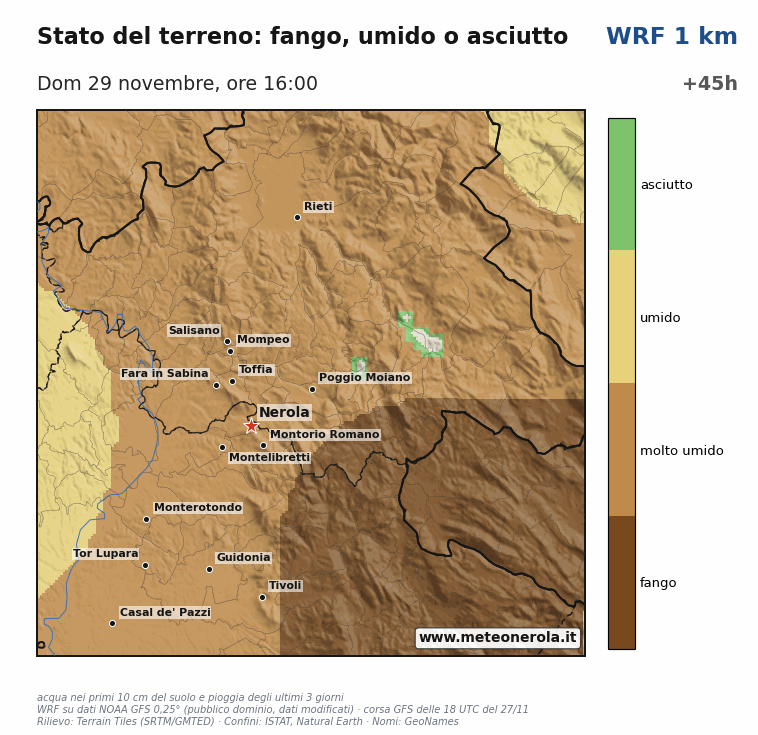 Stato del terreno: fango, umido o asciutto
WRF 1 km
Dom 29 novembre, ore 16:00
+45h
asciutto
umido
molto umido
fango
Rieti
Salisano
Mompeo
Fara in Sabina
Toffia
Poggio Moiano
Nerola
Montorio Romano
Montelibretti
Monterotondo
Tor Lupara
Guidonia
Tivoli
Casal de' Pazzi
www.meteonerola.it
acqua nei primi 10 cm del suolo e pioggia degli ultimi 3 giorni
WRF su dati NOAA GFS 0,25° (pubblico dominio, dati modificati) · corsa GFS delle 18 UTC del 27/11
Rilievo: Terrain Tiles (SRTM/GMTED) · Confini: ISTAT, Natural Earth · Nomi: GeoNames